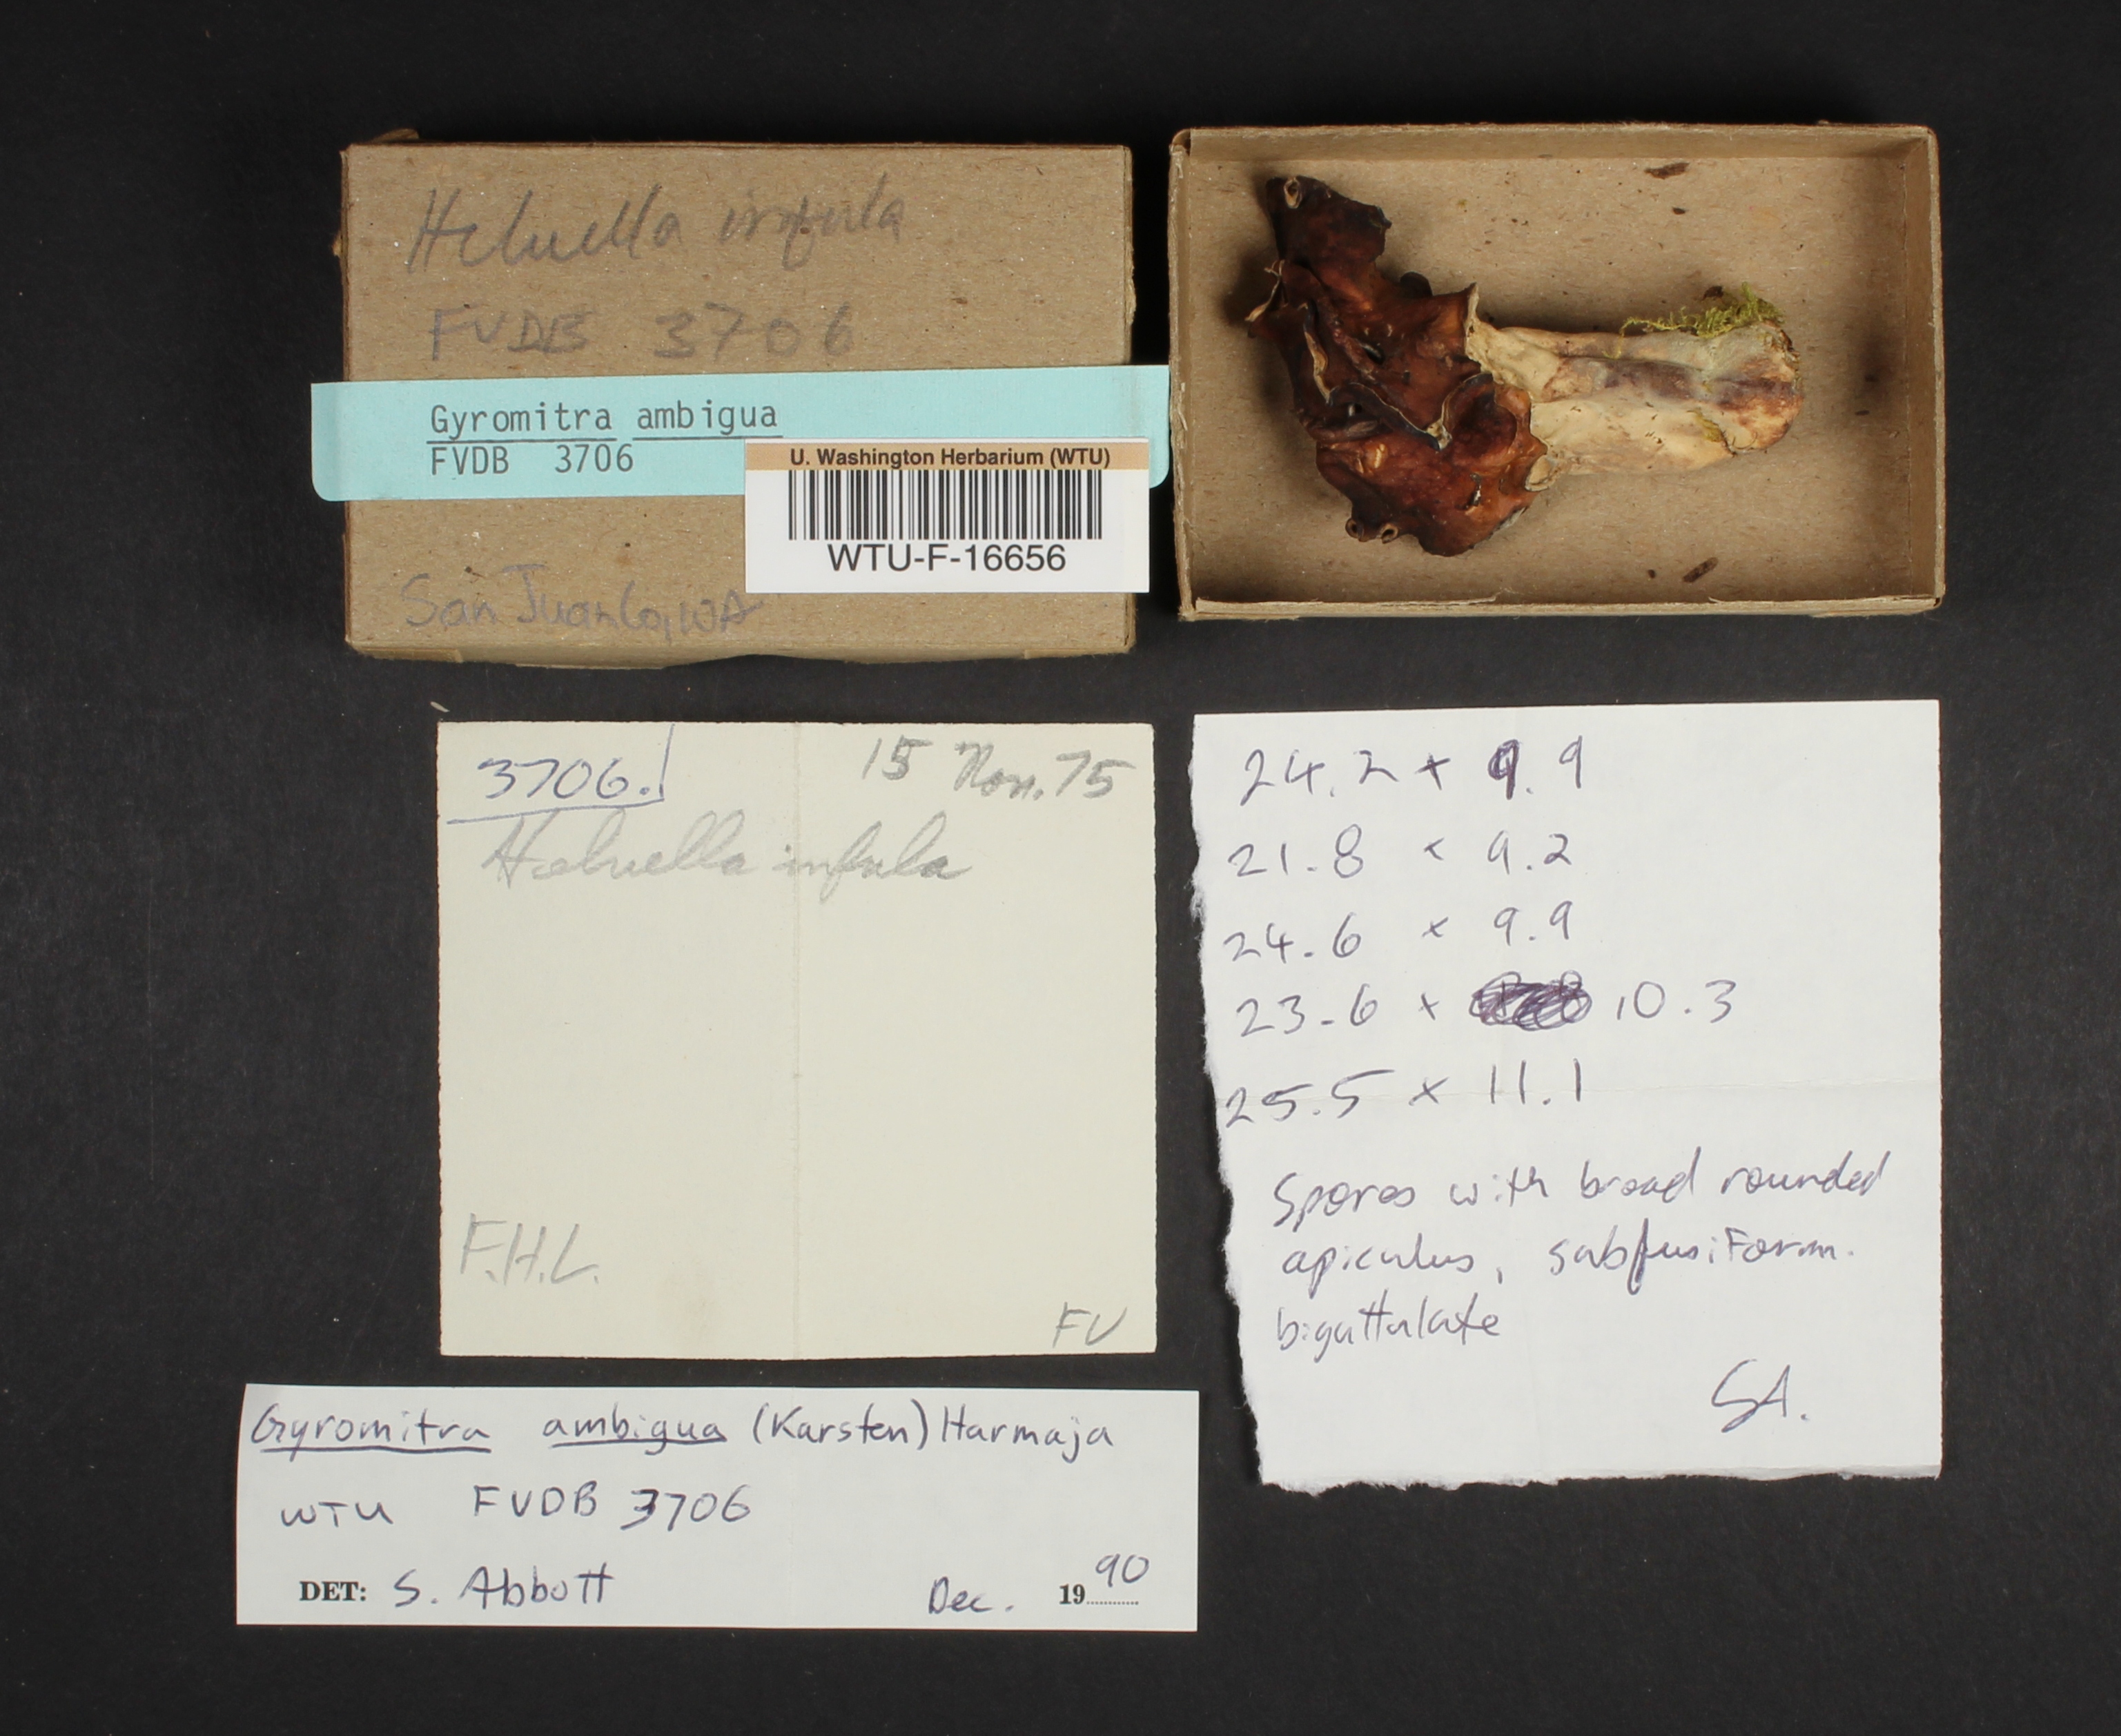 Helvella infula
FVDB 3706
Gyromitra ambigua
FVDB 3706
U. Washington Herbarium (WTU)
WTU-F-16656
San Juan Co, WA
3706.
15 Nov. 75
Helvella infula
F.H.L.
FV
24.2 x 9.9
21.8 x 9.2
24.6 x 9.9
23.6 x 10.3
25.5 x 11.1
Spores with broad rounded
apiculus, subfusiform.
biguttulate
SA.
Gyromitra ambigua (Karsten) Harmaja
WTU FVDB 3706
DET: S. Abbott Dec. 1990